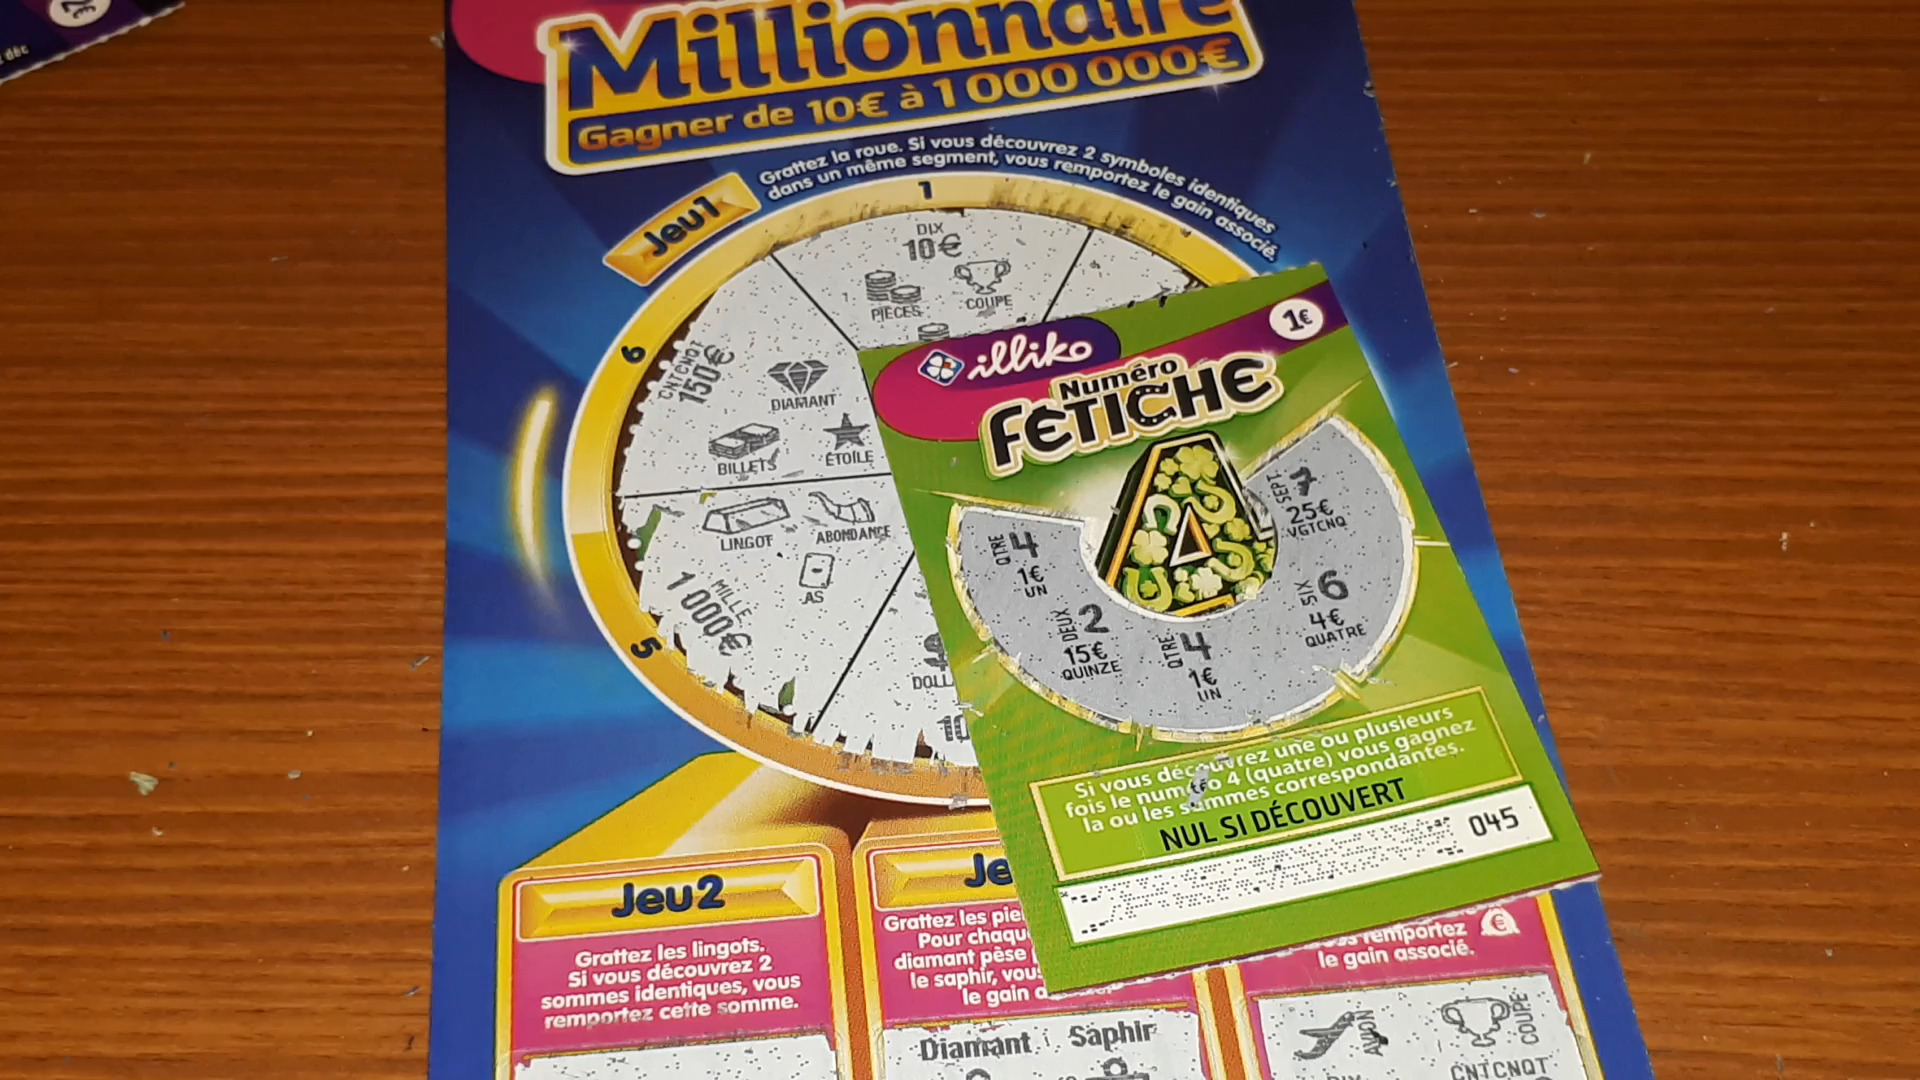 2€
déc
Millionnaire
Gagner de 10€ à 1 000 000€
Grattez la roue. Si vous découvrez 2 symboles identiques
dans un même segment, vous remportez le gain associé.
Jeu1
1
DIX
10€
PIÈCES
COUPE
6
CNTCNQT
150€
DIAMANT
BILLETS
ÉTOILE
LINGOT
ABONDANCE
AS
MILLE
1 000€
5
DOLL
10
illiko
1€
Numéro
FETICHE
SEPT 7
25€
VGTCNQ
QTRE 4
1€
UN
SIX 6
4€
QUATRE
DEUX 2
15€
QUINZE
QTRE 4
1€
UN
Si vous découvrez une ou plusieurs
fois le numéro 4 (quatre) vous gagnez
la ou les sommes correspondantes.
NUL SI DÉCOUVERT
045
Jeu2
Grattez les lingots.
Si vous découvrez 2
sommes identiques, vous
remportez cette somme.
Je
Grattez les pie
Pour chaqu
diamant pèse
le saphir, vous
le gain a
remportez
le gain associé.
€
Diamant
Saphir
AVION
COUPE
CNTCNQT